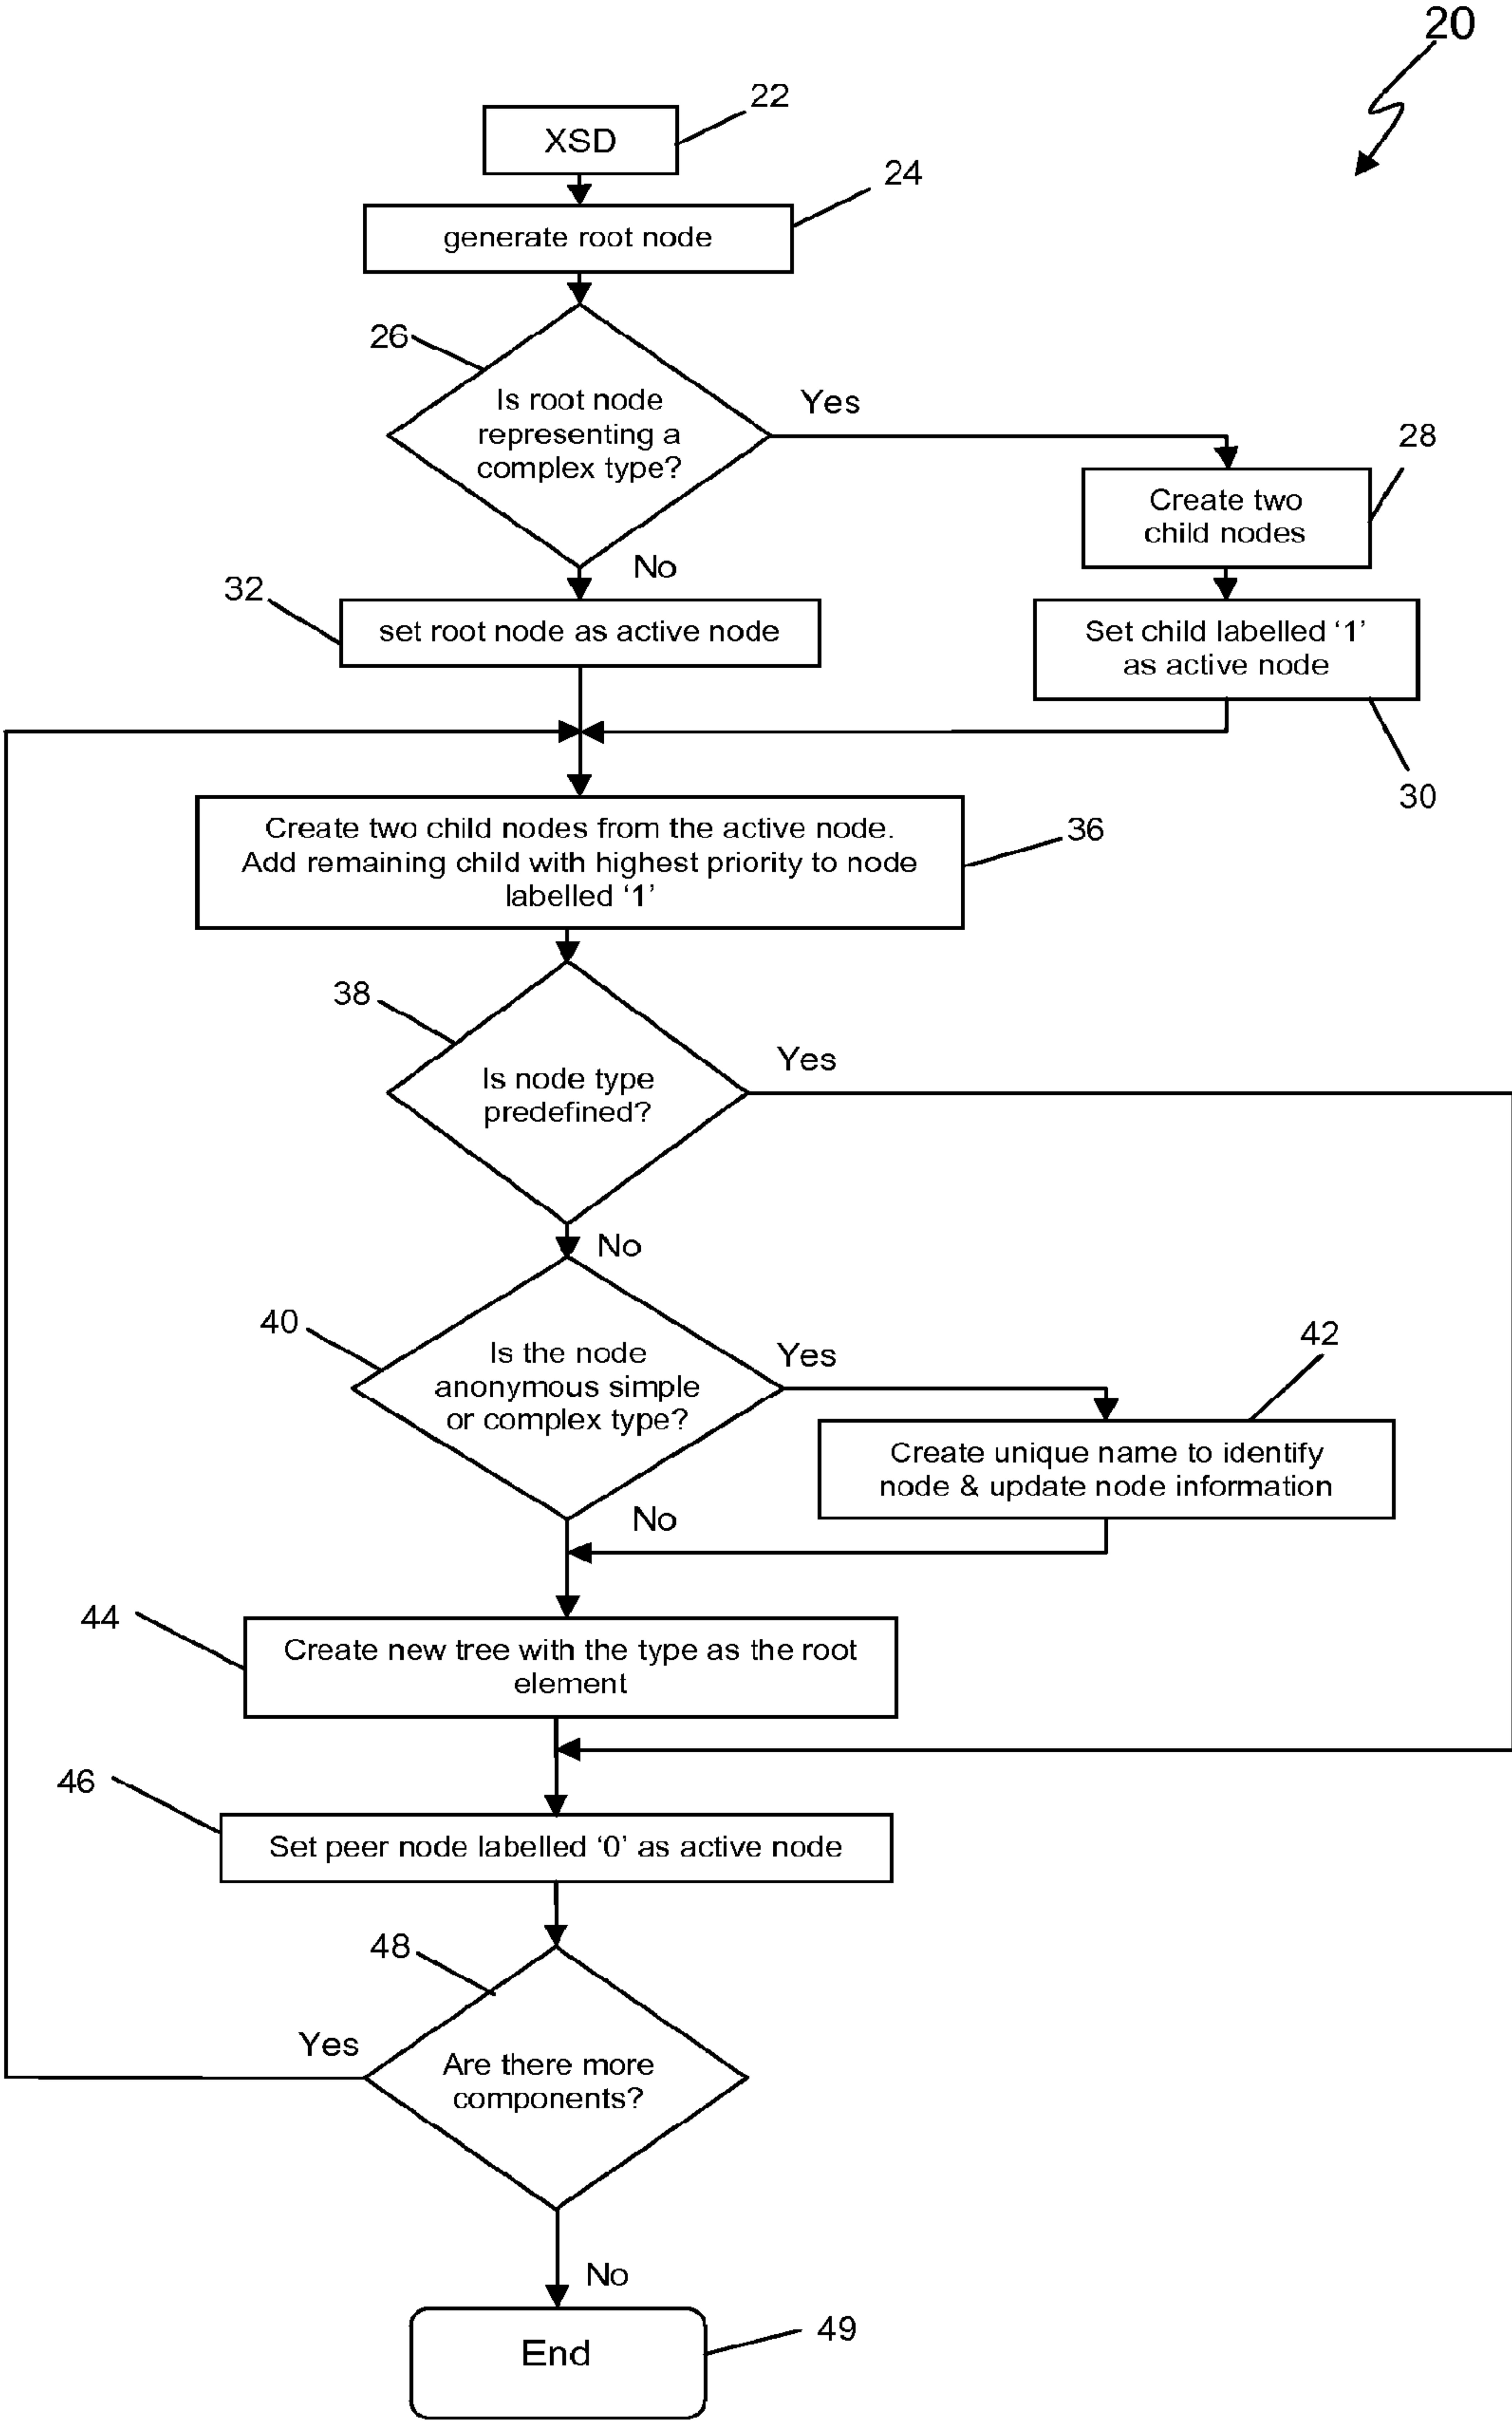 20
22
XSD
24
generate root node
26
Is root node
representing a
complex type?
Yes
28
Create two
child nodes
No
32
set root node as active node
Set child labelled ‘1’
as active node
30
Create two child nodes from the active node.
Add remaining child with highest priority to node
labelled ‘1’
36
38
Is node type
predefined?
Yes
No
40
Is the node
anonymous simple
or complex type?
Yes
42
Create unique name to identify
node & update node information
No
44
Create new tree with the type as the root
element
46
Set peer node labelled ‘0’ as active node
48
Yes
Are there more
components?
No
End
49